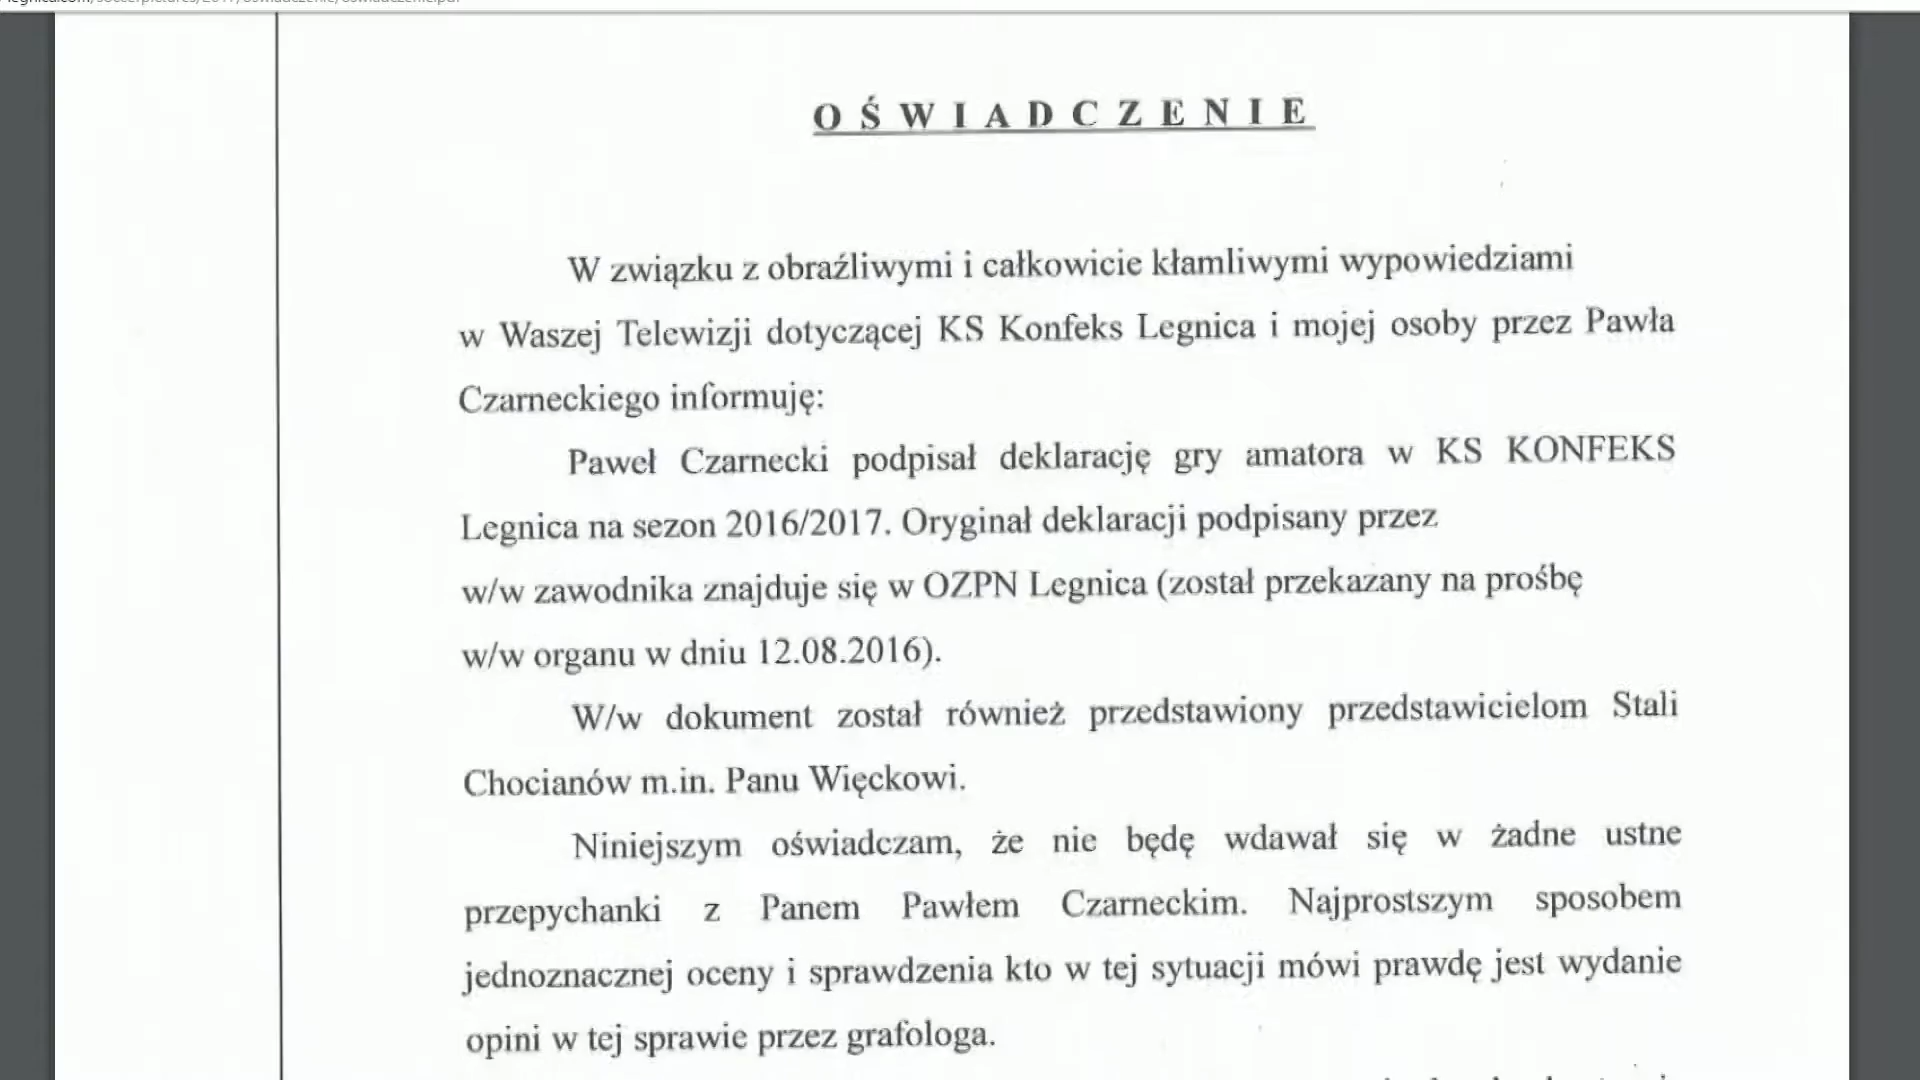 OŚWIADCZENIE
W związku z obraźliwymi i całkowicie kłamliwymi wypowiedziami
w Waszej Telewizji dotyczącej KS Konfeks Legnica i mojej osoby przez Pawła
Czarneckiego informuję:
Paweł Czarnecki podpisał deklarację gry amatora w KS KONFEKS
Legnica na sezon 2016/2017. Oryginał deklaracji podpisany przez
w/w zawodnika znajduje się w OZPN Legnica (został przekazany na prośbę
w/w organu w dniu 12.08.2016).
W/w dokument został również przedstawiony przedstawicielom Stali
Chocianów m.in. Panu Więckowi.
Niniejszym oświadczam, że nie będę wdawał się w żadne ustne
przepychanki z Panem Pawłem Czarneckim. Najprostszym sposobem
jednoznacznej oceny i sprawdzenia kto w tej sytuacji mówi prawdę jest wydanie
opini w tej sprawie przez grafologa.